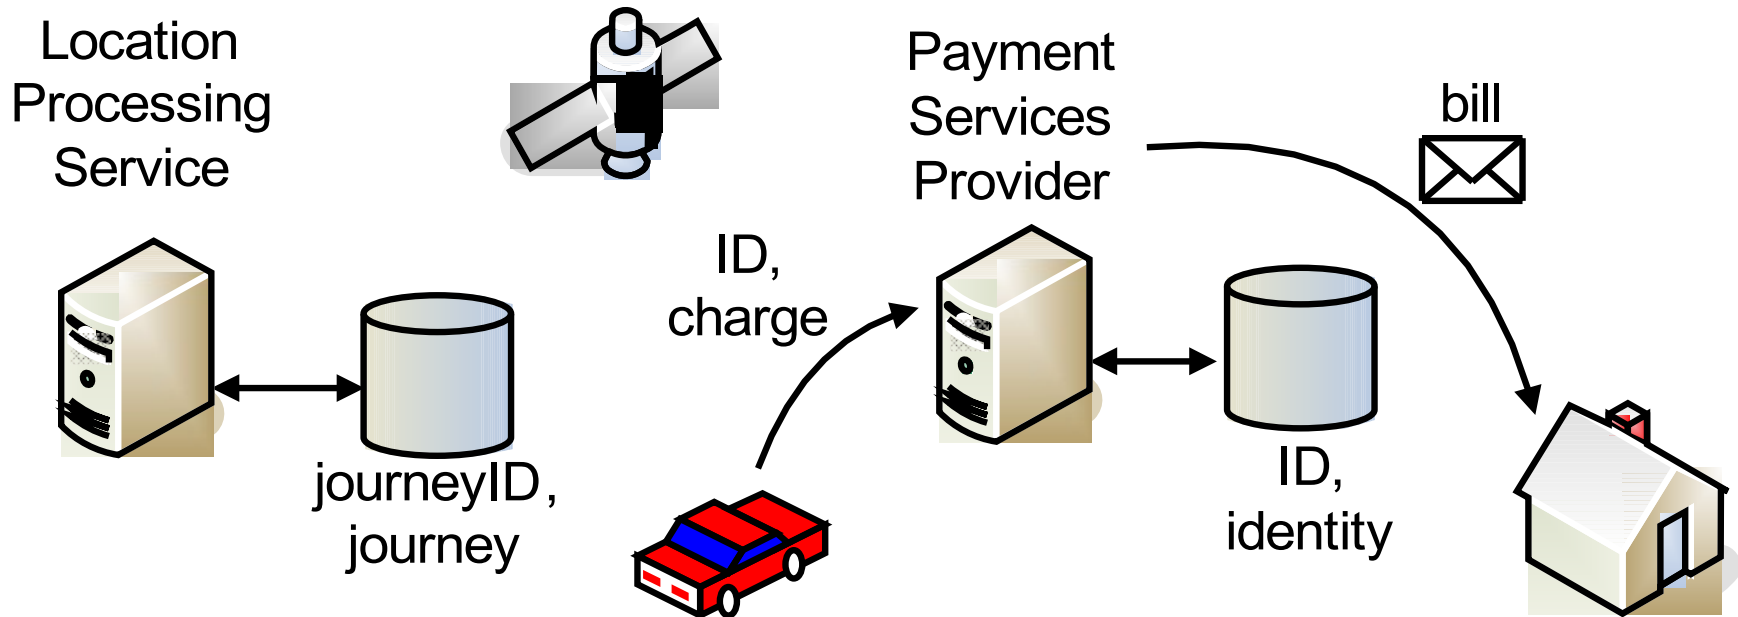 Location
Processing
Service
Payment
Services
Provider
bill
ID,
charge
journeyID,
journey
ID,
identity